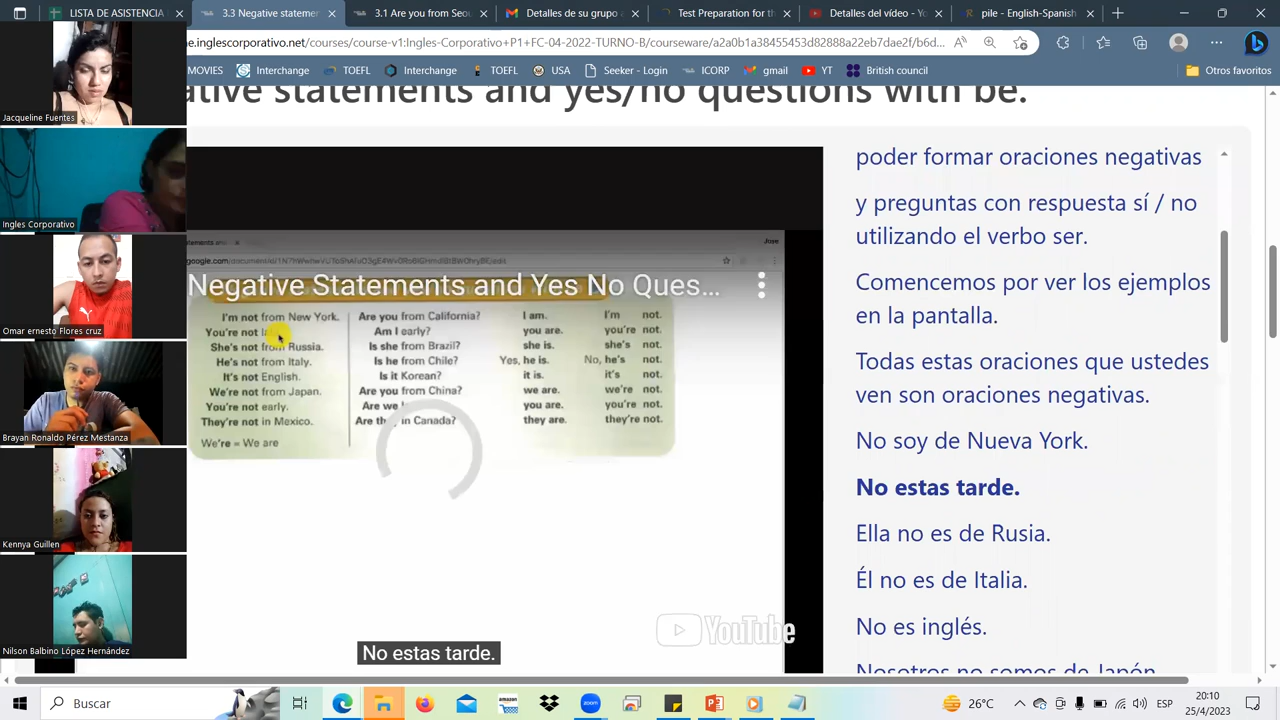 LISTA DE ASISTENCIA
3.3 Negative statemer
3.1 Are you from Seou
Detalles de su grupo
Test Preparation for th
Detalles del vídeo - Yo
pile - English-Spanish
e.inglescorporativo.net/courses/course-v1:Ingles-Corporativo+P1+FC-04-2022-TURNO-B/courseware/a2a0b1a38455453d82888a22eb7dae2f/b6d...
MOVIES
Interchange
TOEFL
Interchange
TOEFL
USA
Seeker - Login
ICORP
gmail
YT
British council
Otros favoritos
ative statements and yes/no questions with be.
Jacqueline Fuentes
Ingles Corporativo
Omar ernesto Flores cruz
Brayan Ronaldo Pérez Mestanza
Kennya Guillen
Nilson Balbino López Hernández
Jose
Negative Statements and Yes No Ques...
I'm not from New York.
You're not
She's not from Russia.
He's not from Italy.
It's not English.
We're not from Japan.
You're not early.
They're not in Mexico.
We're = We are
Are you from California?
Am I early?
Is she from Brazil?
Is he from Chile?
Is it Korean?
Are you from China?
Are we
Are they in Canada?
I am.
you are.
she is.
Yes, he is.
it is.
we are.
you are.
they are.
I'm not.
you're not.
she's not.
No, he's not.
it's not.
we're not.
you're not.
they're not.
YouTube
No estas tarde.
poder formar oraciones negativas
y preguntas con respuesta sí / no
utilizando el verbo ser.
Comencemos por ver los ejemplos
en la pantalla.
Todas estas oraciones que ustedes
ven son oraciones negativas.
No soy de Nueva York.
No estas tarde.
Ella no es de Rusia.
Él no es de Italia.
No es inglés.
Nosotros no somos de Japón
Buscar
zoom
26°C
ESP
20:10
25/4/2023